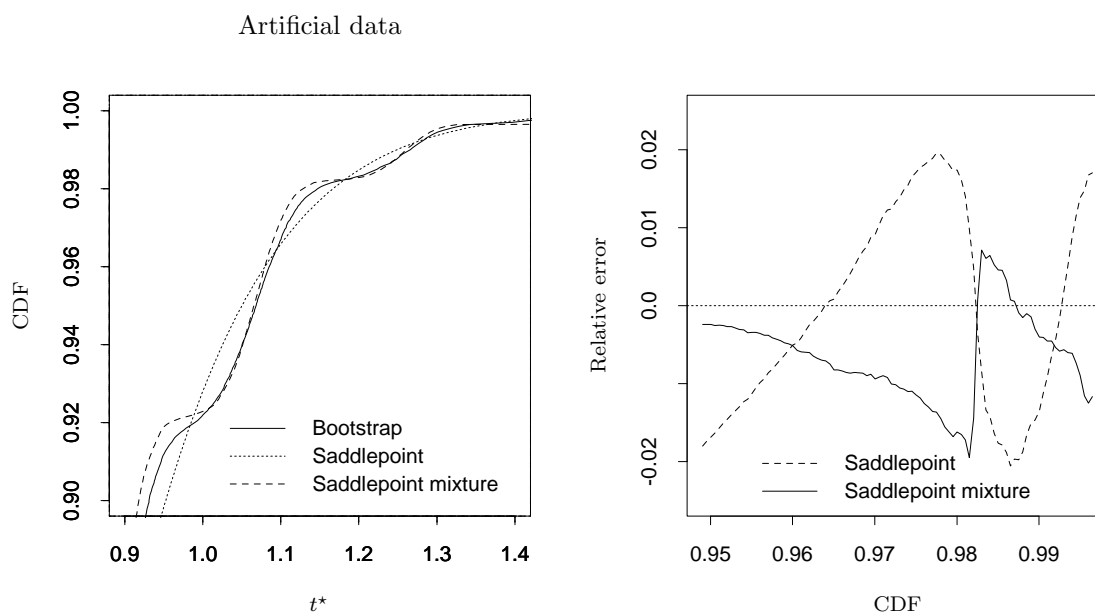 Artificial data
CDF
1.00
0.98
0.96
0.94
0.92
0.90
Bootstrap
Saddlepoint
Saddlepoint mixture
0.9 1.0 1.1 1.2 1.3 1.4
t⋆
Relative error
0.02
0.01
0.0
-0.02
Saddlepoint
Saddlepoint mixture
0.95 0.96 0.97 0.98 0.99
CDF